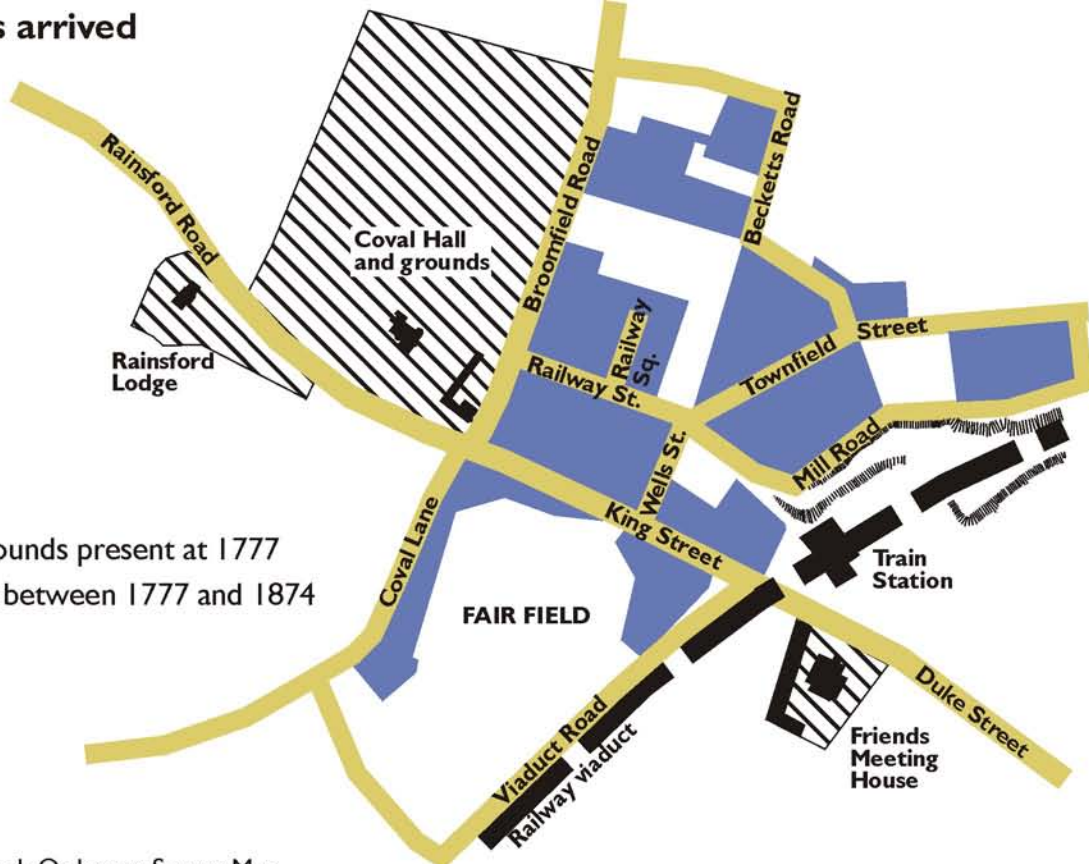 s arrived
Rainsford Road
Broomfield Road
Becketts Road
Coval Hall
and grounds
Rainsford
Lodge
Railway
Sq.
Railway St.
Townfield Street
Mill Road
Wells St.
King Street
Coval Lane
Train
Station
ounds present at 1777
between 1777 and 1874
FAIR FIELD
Viaduct Road
Railway viaduct
Duke Street
Friends
Meeting
House